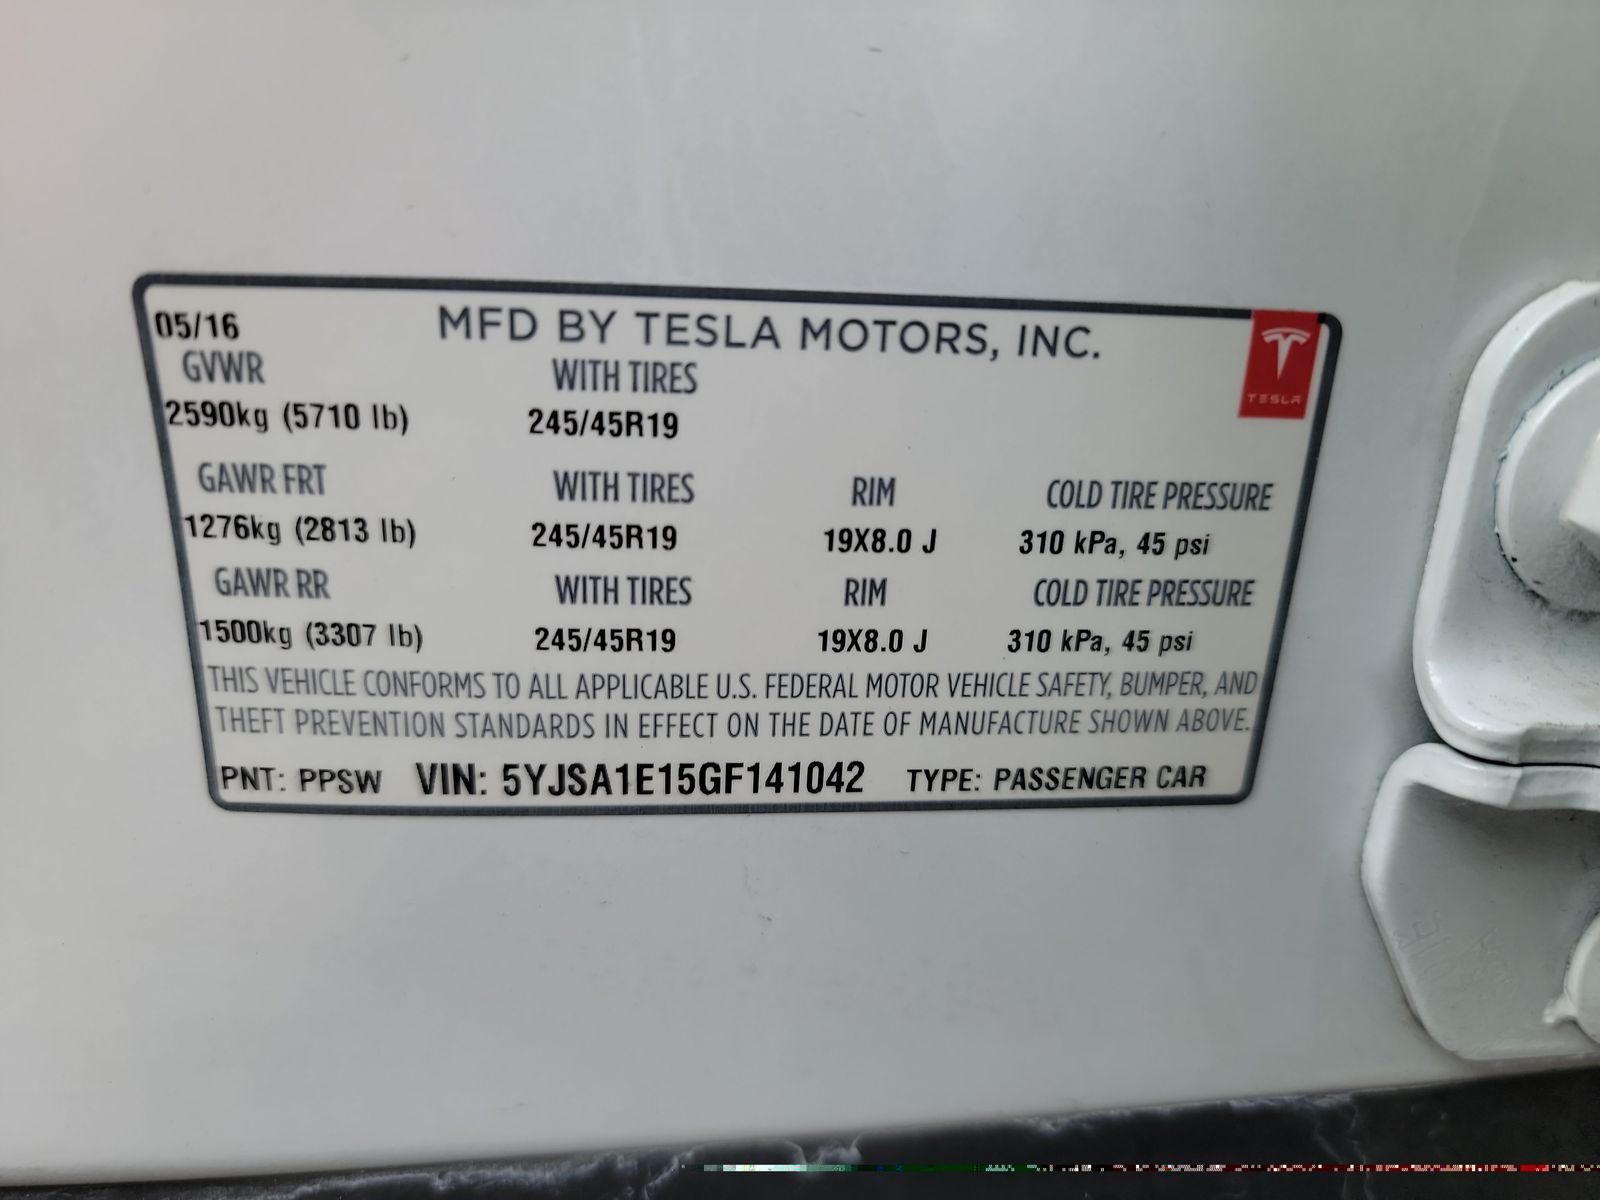 05/16 MFD BY TESLA MOTORS, INC.
TESLA
GVWR WITH TIRES
2590kg (5710 lb) 245/45R19
GAWR FRT WITH TIRES RIM COLD TIRE PRESSURE
1276kg (2813 lb) 245/45R19 19X8.0 J 310 kPa, 45 psi
GAWR RR WITH TIRES RIM COLD TIRE PRESSURE
1500kg (3307 lb) 245/45R19 19X8.0 J 310 kPa, 45 psi
THIS VEHICLE CONFORMS TO ALL APPLICABLE U.S. FEDERAL MOTOR VEHICLE SAFETY, BUMPER, AND
THEFT PREVENTION STANDARDS IN EFFECT ON THE DATE OF MANUFACTURE SHOWN ABOVE.
PNT: PPSW VIN: 5YJSA1E15GF141042 TYPE: PASSENGER CAR